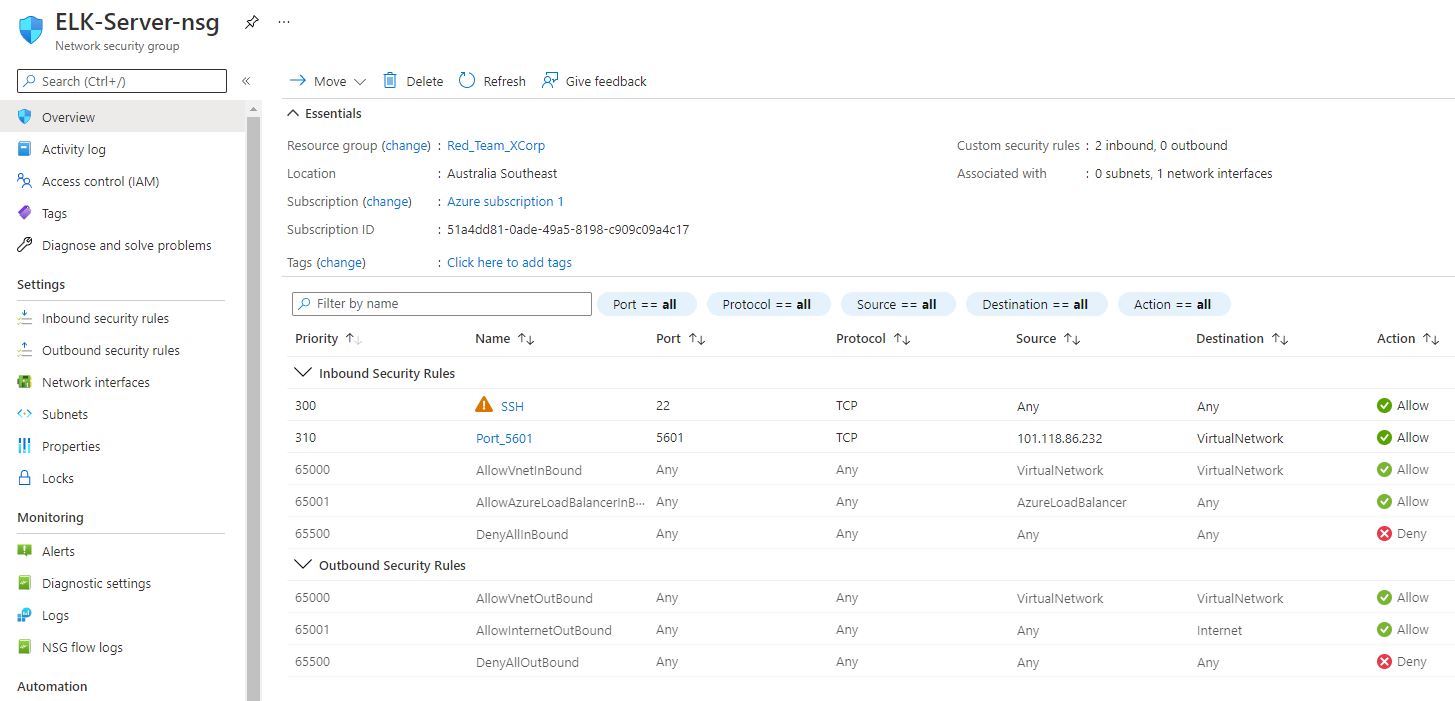 ELK-Server-nsg
Network security group
Search (Ctrl+/)
Overview
Activity log
Access control (IAM)
Tags
Diagnose and solve problems
Settings
Inbound security rules
Outbound security rules
Network interfaces
Subnets
Properties
Locks
Monitoring
Alerts
Diagnostic settings
Logs
NSG flow logs
Automation
Move Delete Refresh Give feedback
Essentials
Resource group (change) : Red_Team_XCorp
Location : Australia Southeast
Subscription (change) : Azure subscription 1
Subscription ID : 51a4dd81-0ade-49a5-8198-c909c09a4c17
Tags (change) : Click here to add tags
Custom security rules : 2 inbound, 0 outbound
Associated with : 0 subnets, 1 network interfaces
Filter by name Port == all Protocol == all Source == all Destination == all Action == all
Priority Name Port Protocol Source Destination Action
Inbound Security Rules
300 SSH 22 TCP Any Any Allow
310 Port_5601 5601 TCP 101.118.86.232 VirtualNetwork Allow
65000 AllowVnetInBound Any Any VirtualNetwork VirtualNetwork Allow
65001 AllowAzureLoadBalancerInB... Any Any AzureLoadBalancer Any Allow
65500 DenyAllInBound Any Any Any Any Deny
Outbound Security Rules
65000 AllowVnetOutBound Any Any VirtualNetwork VirtualNetwork Allow
65001 AllowInternetOutBound Any Any Any Internet Allow
65500 DenyAllOutBound Any Any Any Any Deny